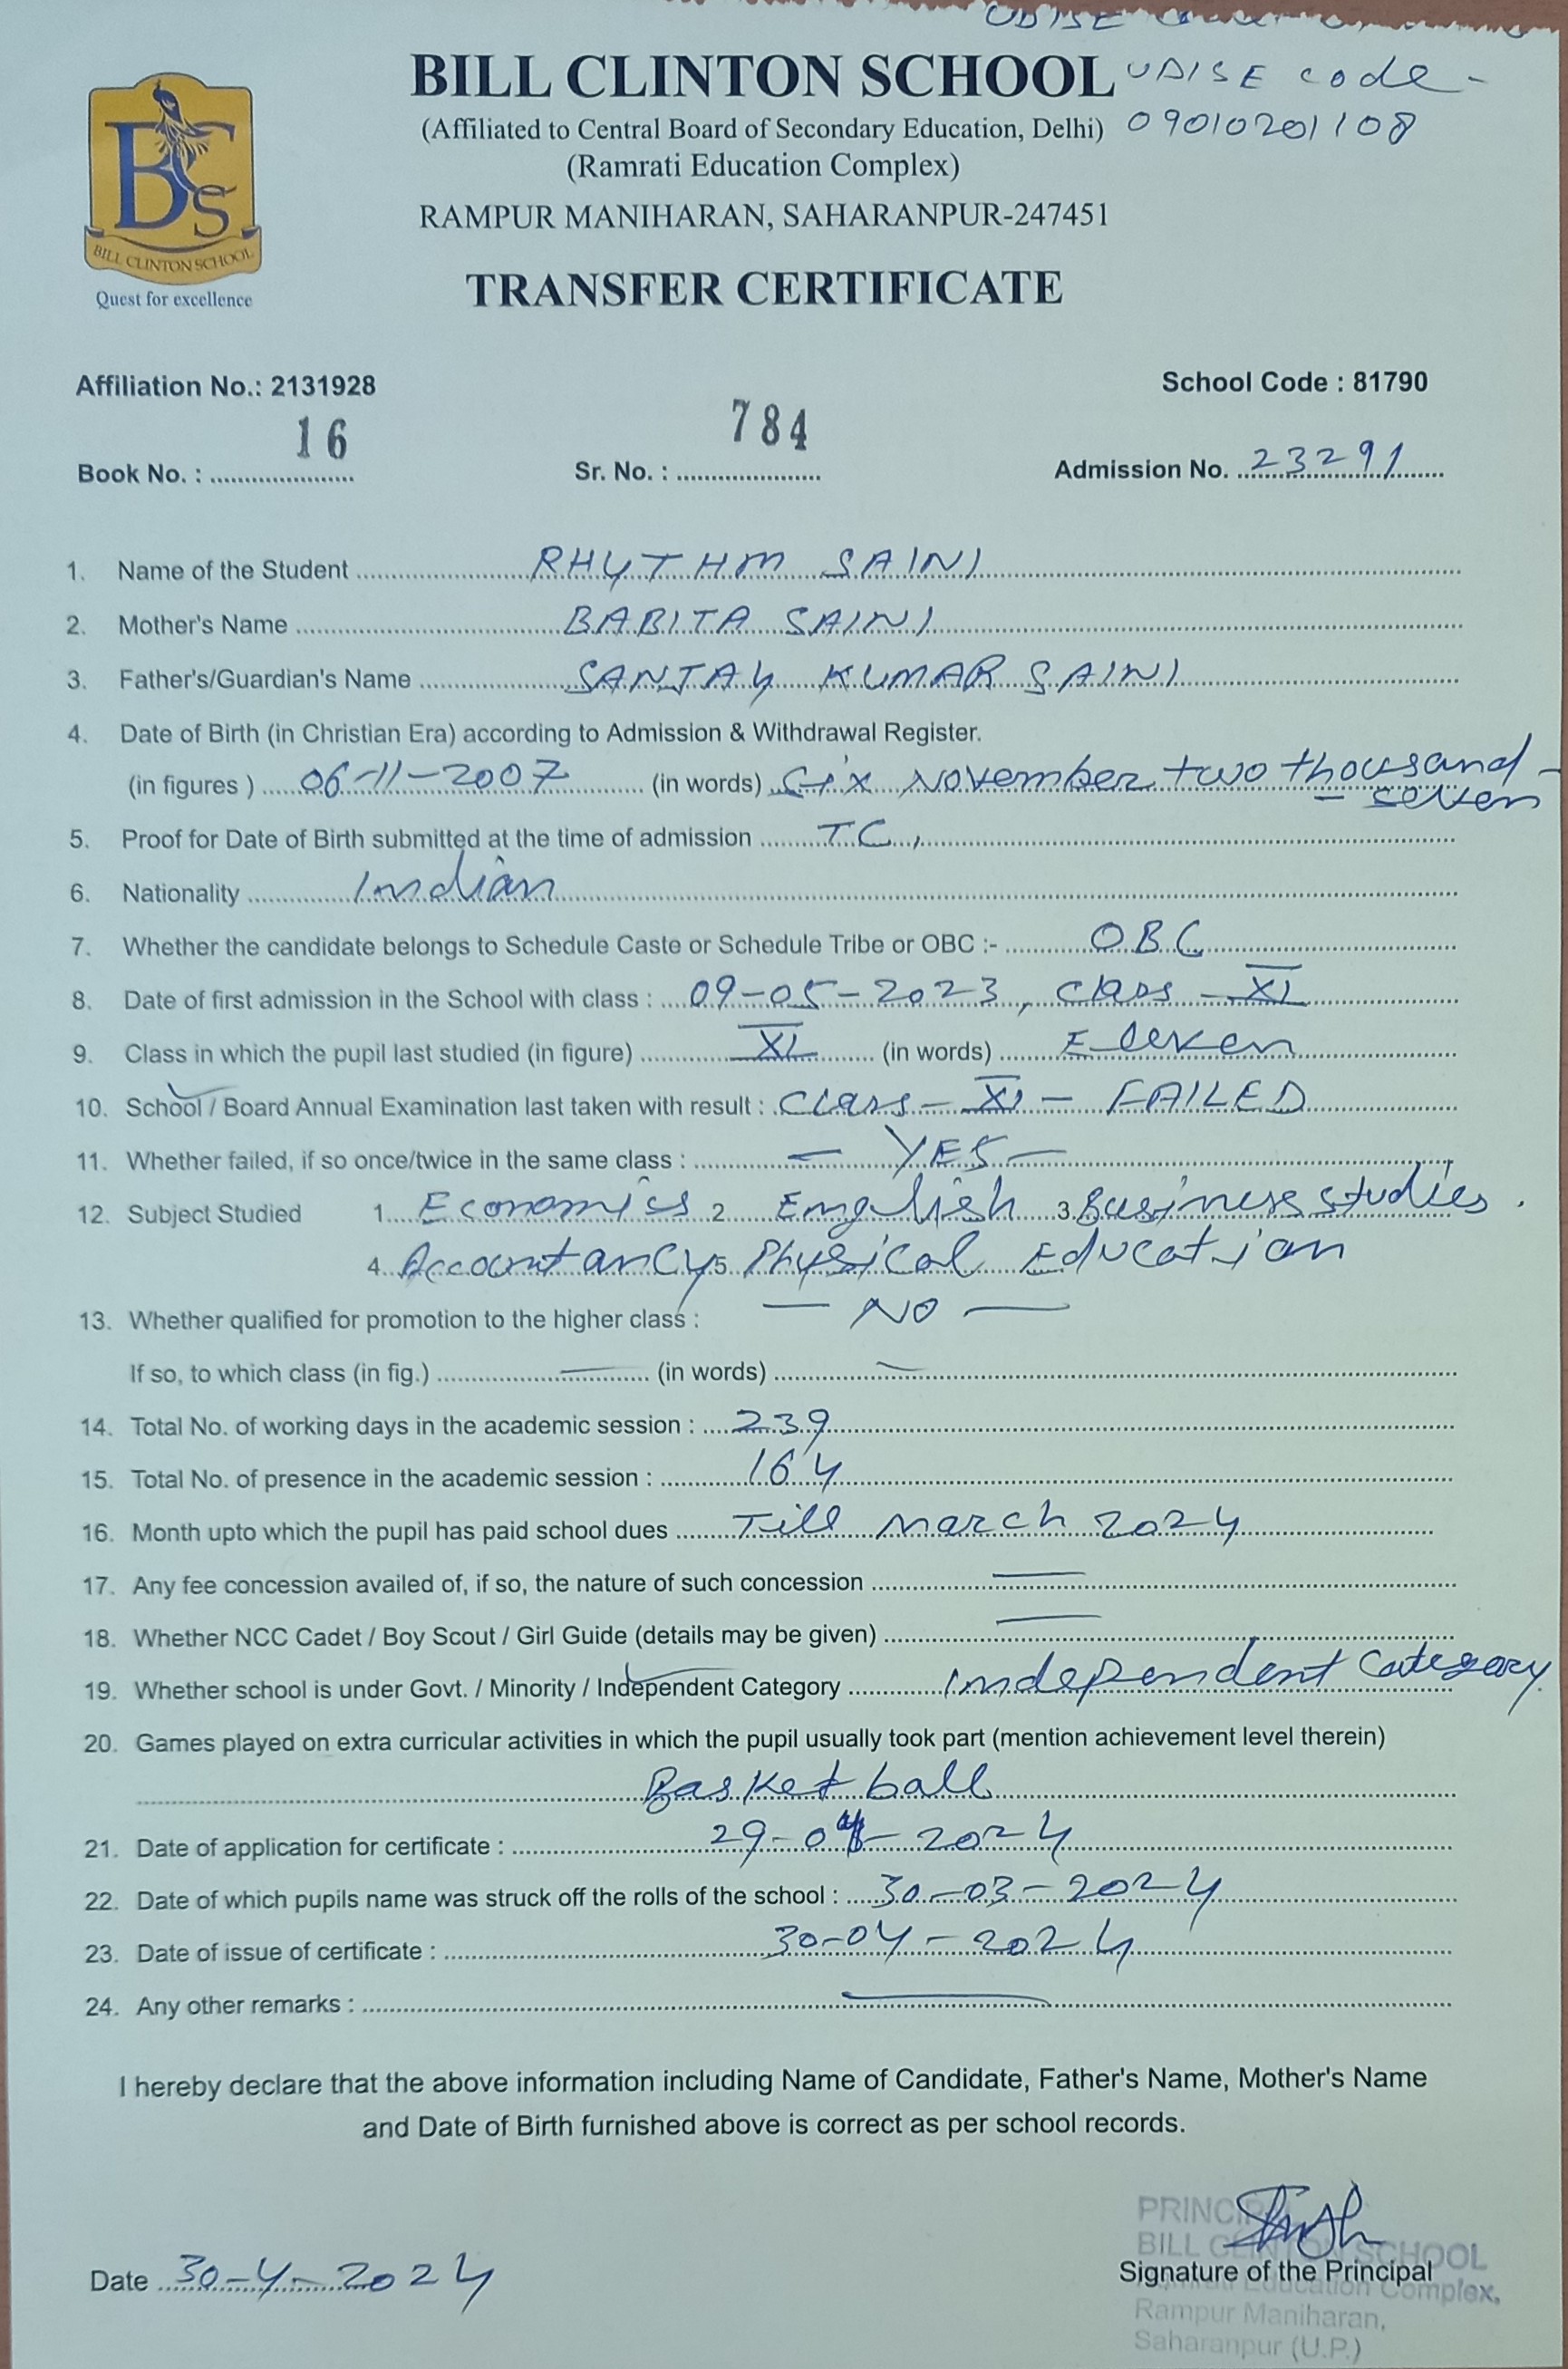 UDISE
BILL CLINTON SCHOOL UDISE code -
(Affiliated to Central Board of Secondary Education, Delhi) 09010201108
(Ramrati Education Complex)
RAMPUR MANIHARAN, SAHARANPUR-247451
BCS
BILL CLINTON SCHOOL
Quest for excellence
TRANSFER CERTIFICATE
Affiliation No.: 2131928 School Code : 81790
Book No. : 16 Sr. No. : 784 Admission No. 23291
1. Name of the Student RHYTHM SAINI
2. Mother's Name BABITA SAINI
3. Father's/Guardian's Name SANJAY KUMAR SAINI
4. Date of Birth (in Christian Era) according to Admission & Withdrawal Register.
(in figures ) 06-11-2007 (in words) Six November two thousand -
- seven
5. Proof for Date of Birth submitted at the time of admission T.C.,
6. Nationality Indian
7. Whether the candidate belongs to Schedule Caste or Schedule Tribe or OBC :- OBC
8. Date of first admission in the School with class : 09-05-2023, class - XI
9. Class in which the pupil last studied (in figure) XI (in words) Eleven
10. School / Board Annual Examination last taken with result : Class - XI - FAILED
11. Whether failed, if so once/twice in the same class : — YES —
12. Subject Studied 1. Economics 2. English 3. Business studies.
4. Accountancy 5. Physical Education
13. Whether qualified for promotion to the higher class : — NO —
If so, to which class (in fig.) — (in words) —
14. Total No. of working days in the academic session : 239
15. Total No. of presence in the academic session : 164
16. Month upto which the pupil has paid school dues Till March 2024
17. Any fee concession availed of, if so, the nature of such concession —
18. Whether NCC Cadet / Boy Scout / Girl Guide (details may be given) —
19. Whether school is under Govt. / Minority / Independent Category Independent Category
20. Games played on extra curricular activities in which the pupil usually took part (mention achievement level therein)
Basketball
21. Date of application for certificate : 29-04-2024
22. Date of which pupils name was struck off the rolls of the school : 30-03-2024
23. Date of issue of certificate : 30-04-2024
24. Any other remarks : —
I hereby declare that the above information including Name of Candidate, Father's Name, Mother's Name
and Date of Birth furnished above is correct as per school records.
PRINCIPAL
BILL CLINTON SCHOOL
Date 30-4-2024 Signature of the Principal
Ramrati Education Complex,
Rampur Maniharan,
Saharanpur (U.P.)